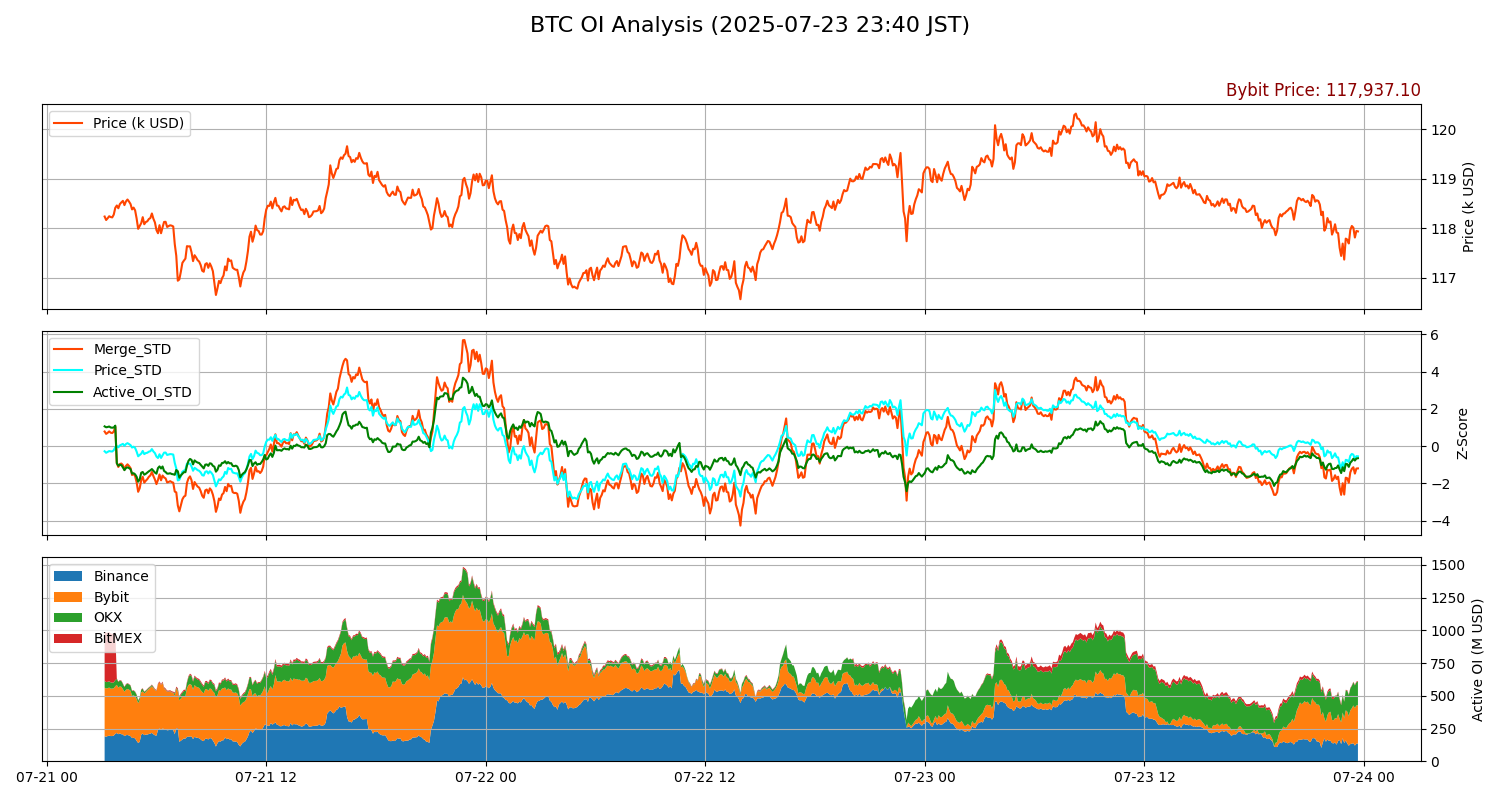 BTC OI Analysis (2025-07-23 23:40 JST)
Bybit Price: 117,937.10
Price (k USD)
120
119
118
117
Price (k USD)
Merge_STD
Price_STD
Active_OI_STD
6
4
2
0
−2
−4
Z-Score
Binance
Bybit
OKX
BitMEX
1500
1250
1000
750
500
250
0
Active OI (M USD)
07-21 00
07-21 12
07-22 00
07-22 12
07-23 00
07-23 12
07-24 00